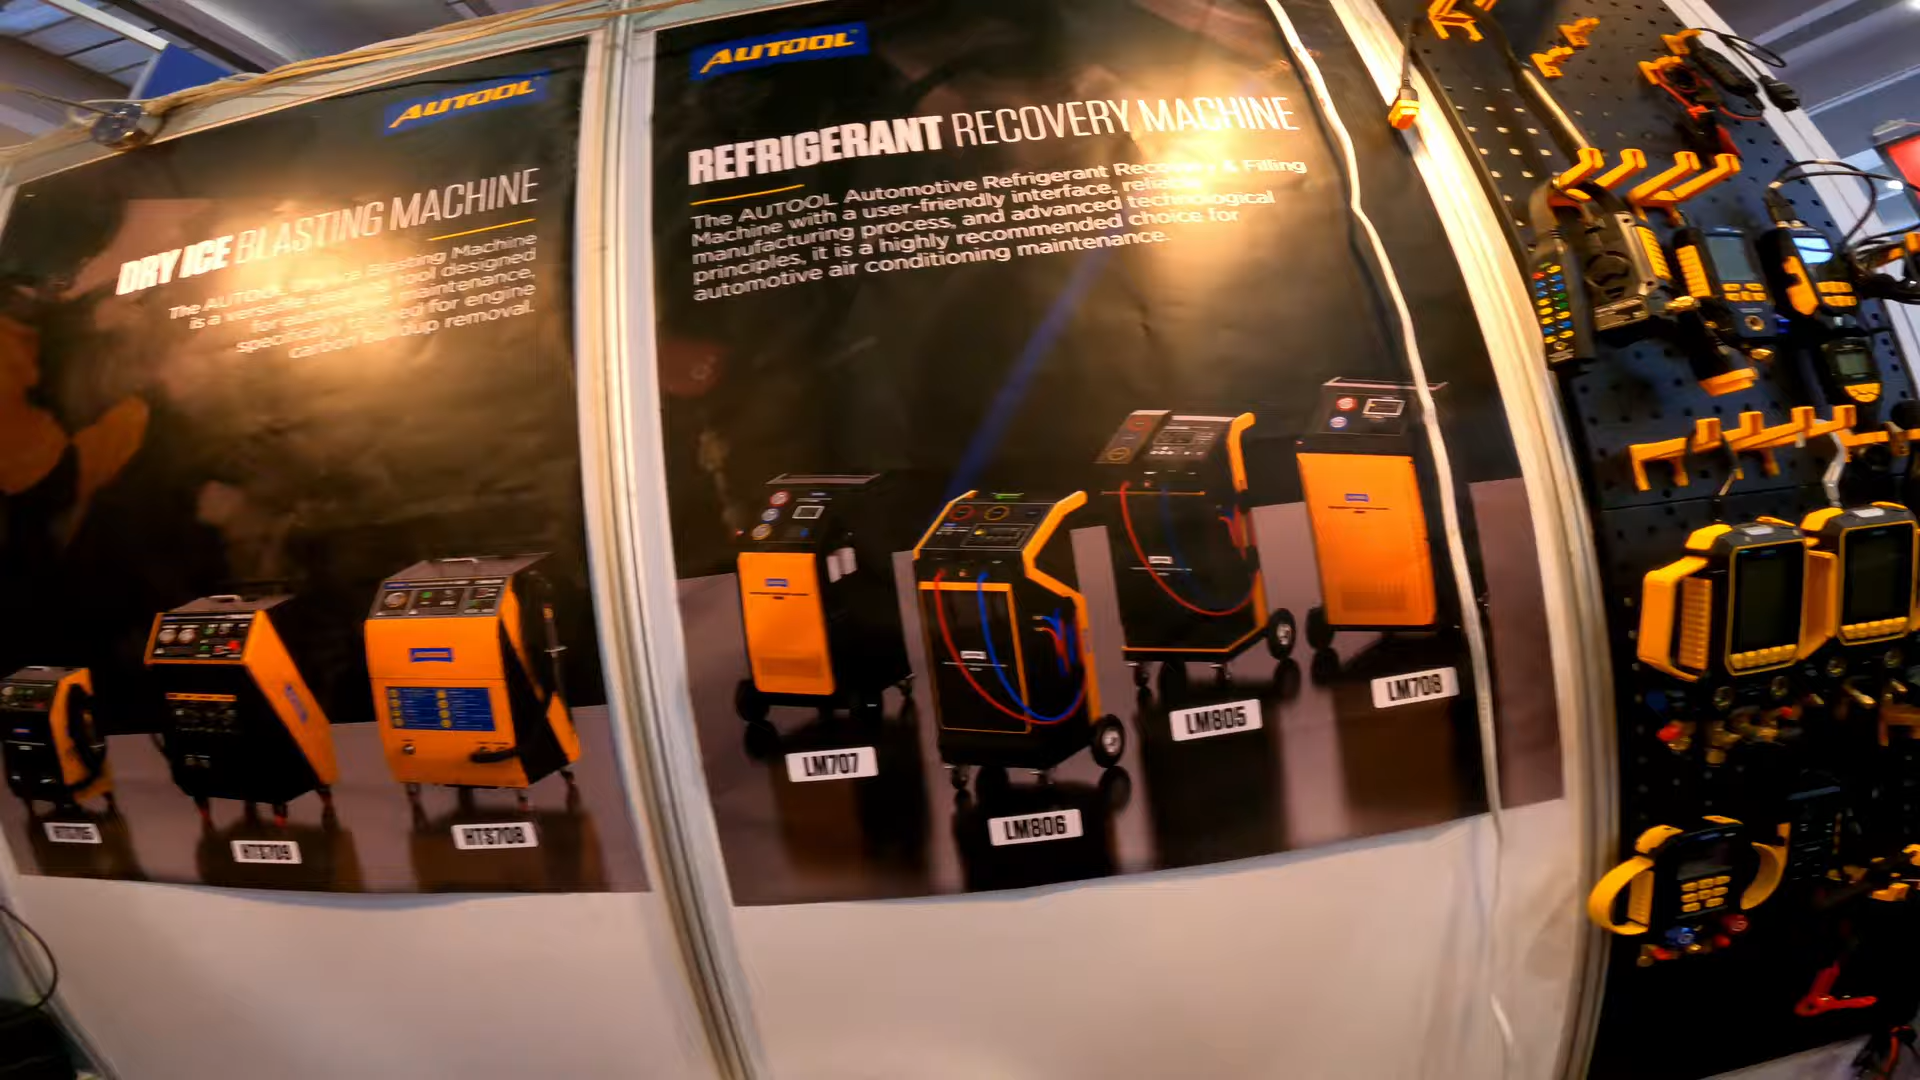 AUTOOL
DRY ICE BLASTING MACHINE
The AUTOOL Dry Ice Blasting Machine
is a versatile cleaning tool designed
for automotive maintenance,
specifically tailored for engine
carbon buildup removal.
HTS705
HTS709
HTS708
AUTOOL
REFRIGERANT RECOVERY MACHINE
The AUTOOL Automotive Refrigerant Recovery & Filling
Machine with a user-friendly interface, reliable
manufacturing process, and advanced technological
principles, it is a highly recommended choice for
automotive air conditioning maintenance.
LM707
LM806
LM805
LM708